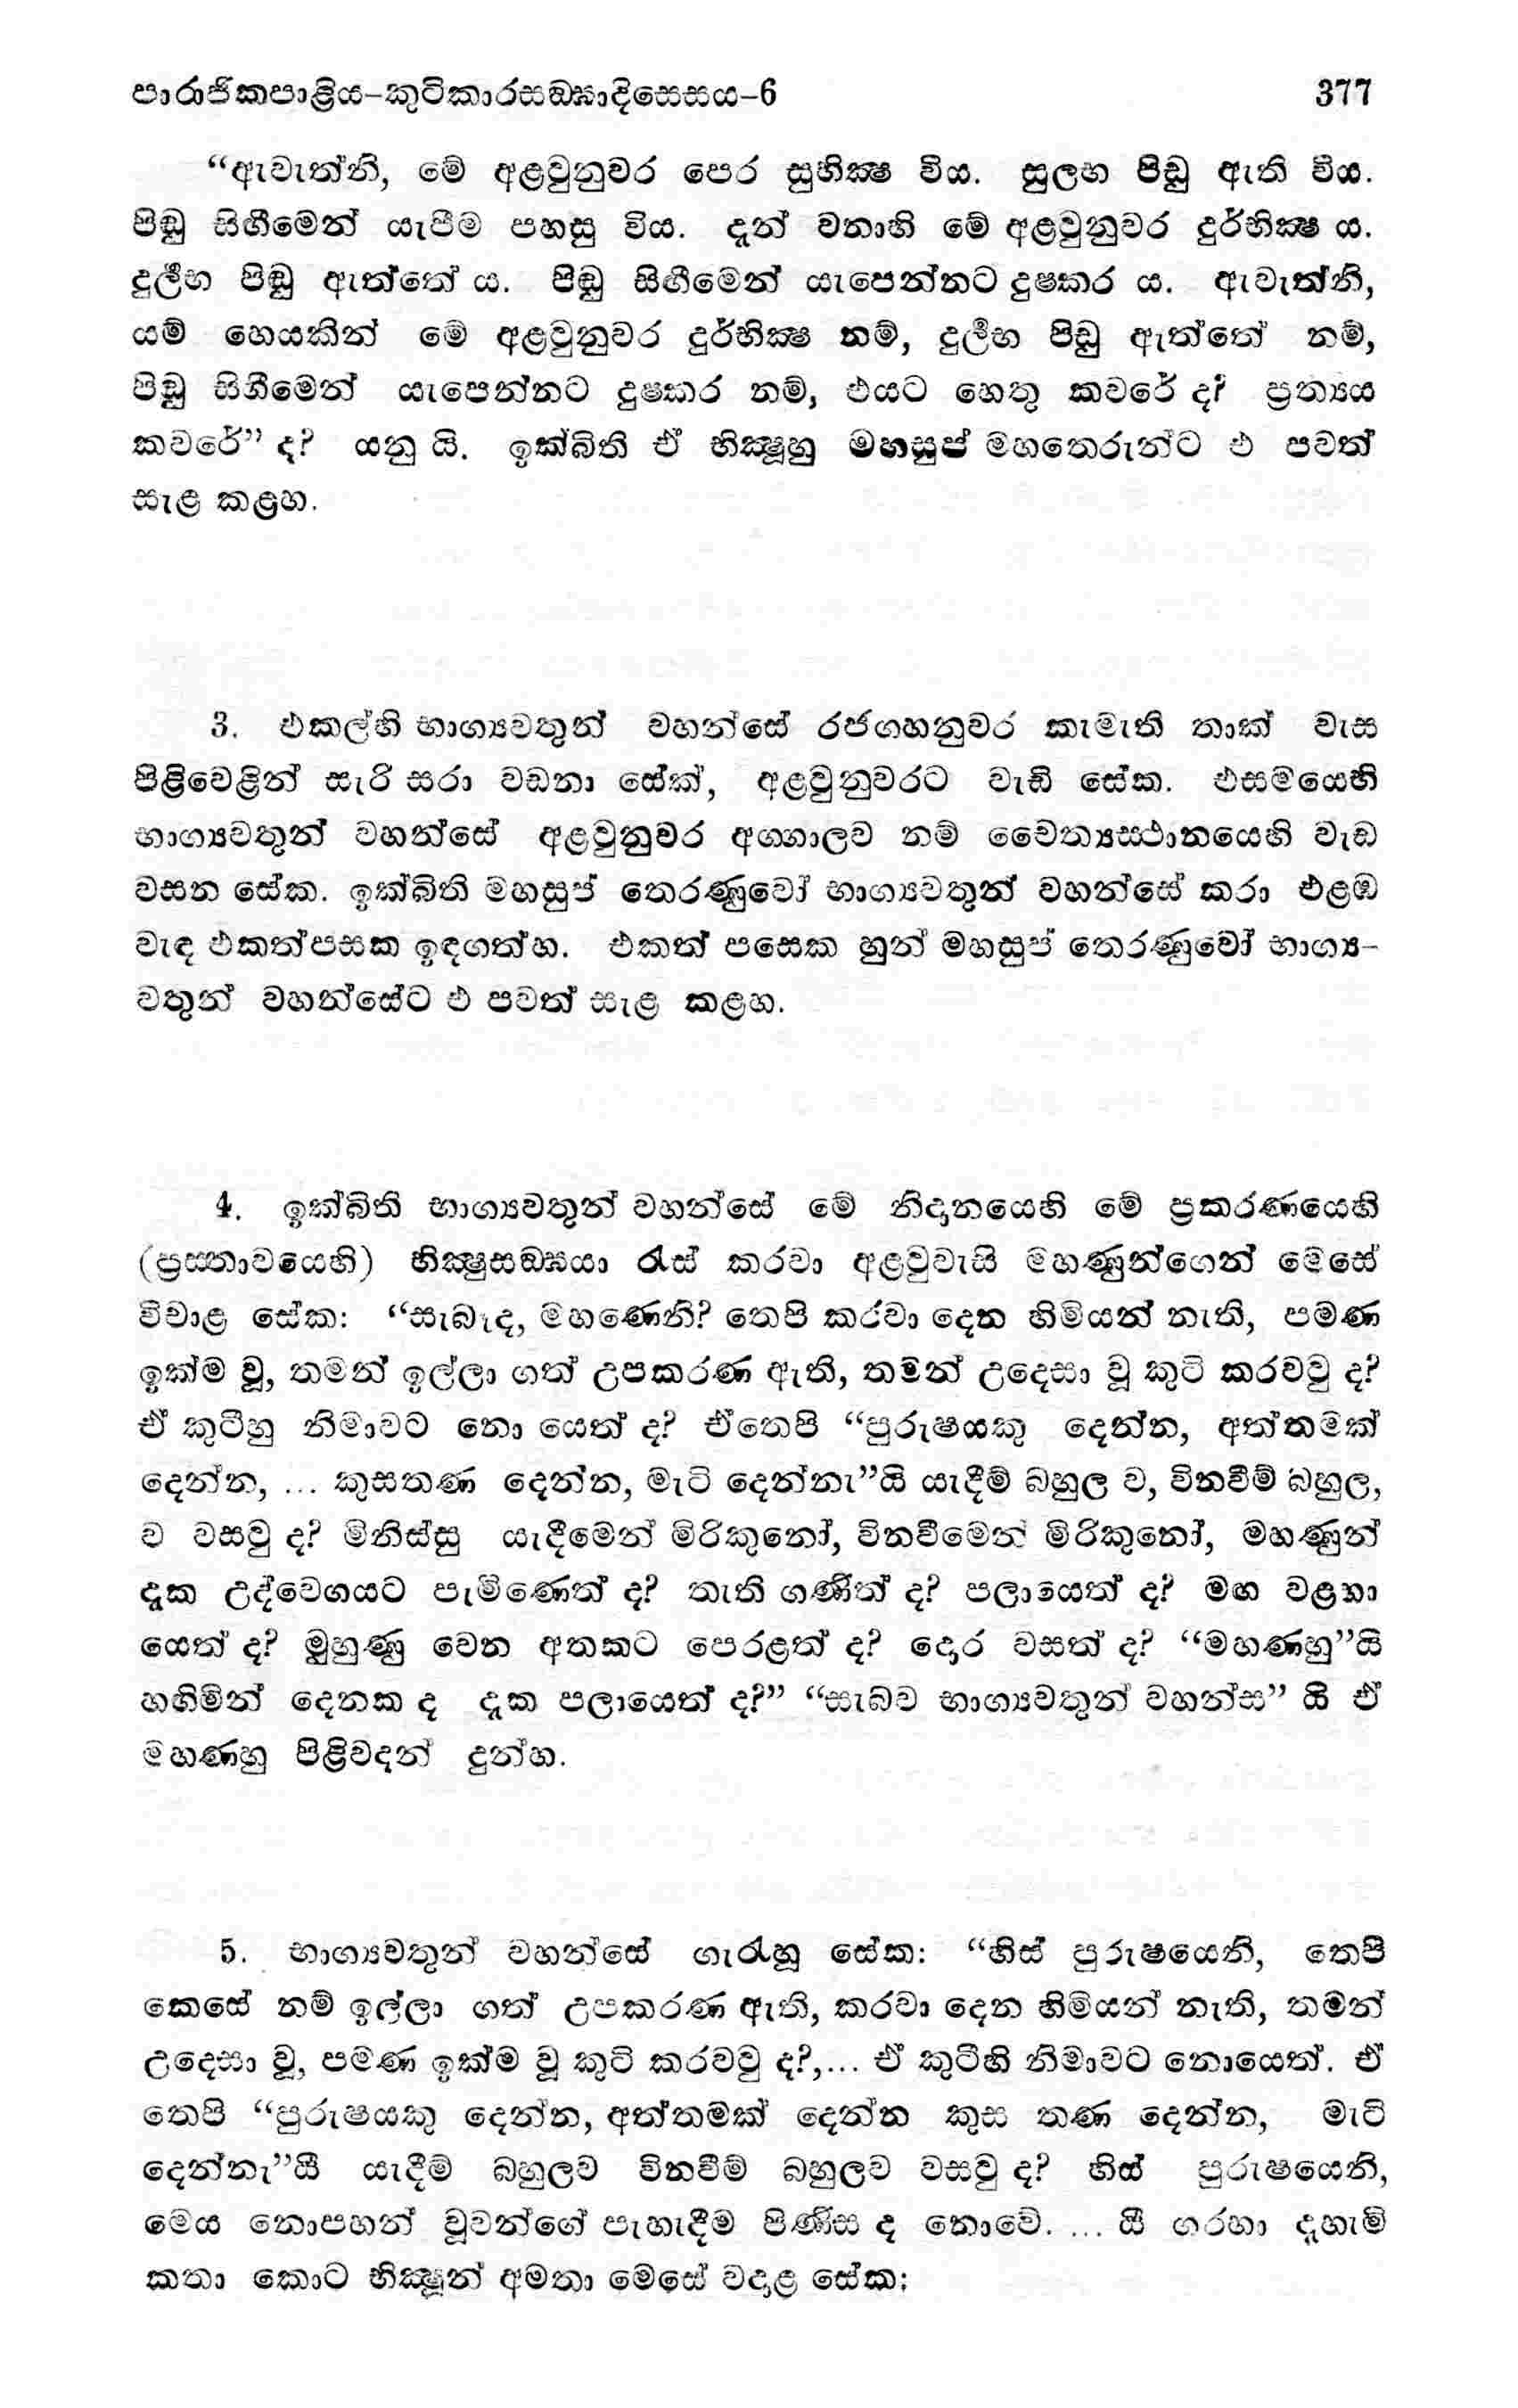 පාරාජිකපාළිය-කුටිකාරසඞ්ඝාදිසෙසය-6 377
“ඇවැත්නි, මේ අළවුනුවර පෙර සුභික්‍ෂ විය. සුලභ පිඬු ඇති විය.
පිඬු සිඟීමෙන් යැපීම පහසු විය. දැන් වනාහි මේ අළවුනුවර දුර්භික්‍ෂ ය.
දුර්‍ලභ පිඬු ඇත්තේ ය. පිඬු සිඟීමෙන් යැපෙන්නට දුෂ්කර ය. ඇවැත්නි,
යම් හෙයකින් මේ අළවුනුවර දුර්භික්‍ෂ නම්, දුර්‍ලභ පිඬු ඇත්තේ නම්,
පිඬු සිගීමෙන් යැපෙන්නට දුෂ්කර නම්, එයට හෙතු කවරේ ද? ප්‍රත්‍යය
කවරේ” ද? යනු යි. ඉක්බිති ඒ භික්‍ෂූහු මහසුප් මහතෙරුන්ට එ පවත්
සැළ කළහ.
3. එකල්හි භාග්‍යවතුන් වහන්සේ රජගහනුවර කැමැති තාක් වැස
පිළිවෙළින් සැරි සරා වඩනා සේක්, අළවුනුවරට වැඩි සේක. එසමයෙහි
භාග්‍යවතුන් වහන්සේ අළවුනුවර අග්ගාලව නම් චෛත්‍යස්ථානයෙහි වැඩ
වසන සේක. ඉක්බිති මහසුප් තෙරණුවෝ භාග්‍යවතුන් වහන්සේ කරා එළඹ
වැඳ එකත්පසක ඉඳගත්හ. එකත් පසෙක හුන් මහසුප් තෙරණුවෝ භාග්‍ය-
වතුන් වහන්සේට එ පවත් සැළ කළහ.
4. ඉක්බිති භාග්‍යවතුන් වහන්සේ මේ නිදානයෙහි මේ ප්‍රකරණයෙහි
(ප්‍රස්තාවයෙහි) භික්‍ෂුසඞ්ඝයා රැස් කරවා අළවුවැසි මහණුන්ගෙන් මෙසේ
විචාළ සේක: “සැබෑද, මහණෙනි? තෙපි කරවා දෙන හිමියන් නැති, පමණ
ඉක්ම වූ, තමන් ඉල්ලා ගත් උපකරණ ඇති, තමන් උදෙසා වූ කුටි කරවවු ද?
ඒ කුටීහු නිමාවට නො යෙත් ද? ඒතෙපි “පුරුෂයකු දෙන්න, අත්තමක්
දෙන්න, ... කුසතණ දෙන්න, මැටි දෙන්නැ”යි යැදීම් බහුල ව, විනවීම් බහුල,
ව වසවු ද? මිනිස්සු යැදීමෙන් මිරිකුනෝ, විනවීමෙන් මිරිකුනෝ, මහණුන්
දැක උද්වෙගයට පැමිණෙත් ද? තැති ගණිත් ද? පලායෙත් ද? මඟ වළනා
යෙත් ද? මුහුණු වෙන අතකට පෙරළත් ද? දොර වසත් ද? “මහණහු”යි
හඟිමින් දෙනක ද දැක පලායෙත් ද?” “සැබව භාග්‍යවතුන් වහන්ස” යි ඒ
මහණහු පිළිවදන් දුන්හ.
5. භාග්‍යවතුන් වහන්සේ ගැරහූ සේක: “හිස් පුරුෂයෙනි, තෙපි
කෙසේ නම් ඉල්ලා ගත් උපකරණ ඇති, කරවා දෙන හිමියන් නැති, තමන්
උදෙසා වූ, පමණ ඉක්ම වූ කුටි කරවවු ද?,... ඒ කුටීහි නිමාවට නොයෙත්. ඒ
තෙපි “පුරුෂයකු දෙන්න, අත්තමක් දෙන්න කුස තණ දෙන්න, මැටි
දෙන්නැ”යී යැදීම් බහුලව විනවීම් බහුලව වසවු ද? හිස් පුරුෂයෙනි,
මෙය නොපහන් වූවන්ගේ පැහැදීම පිණිස ද නොවේ. ... යී ගරහා දැහැමි
කතා කොට භික්‍ෂූන් අමතා මෙසේ වදාළ සේක: